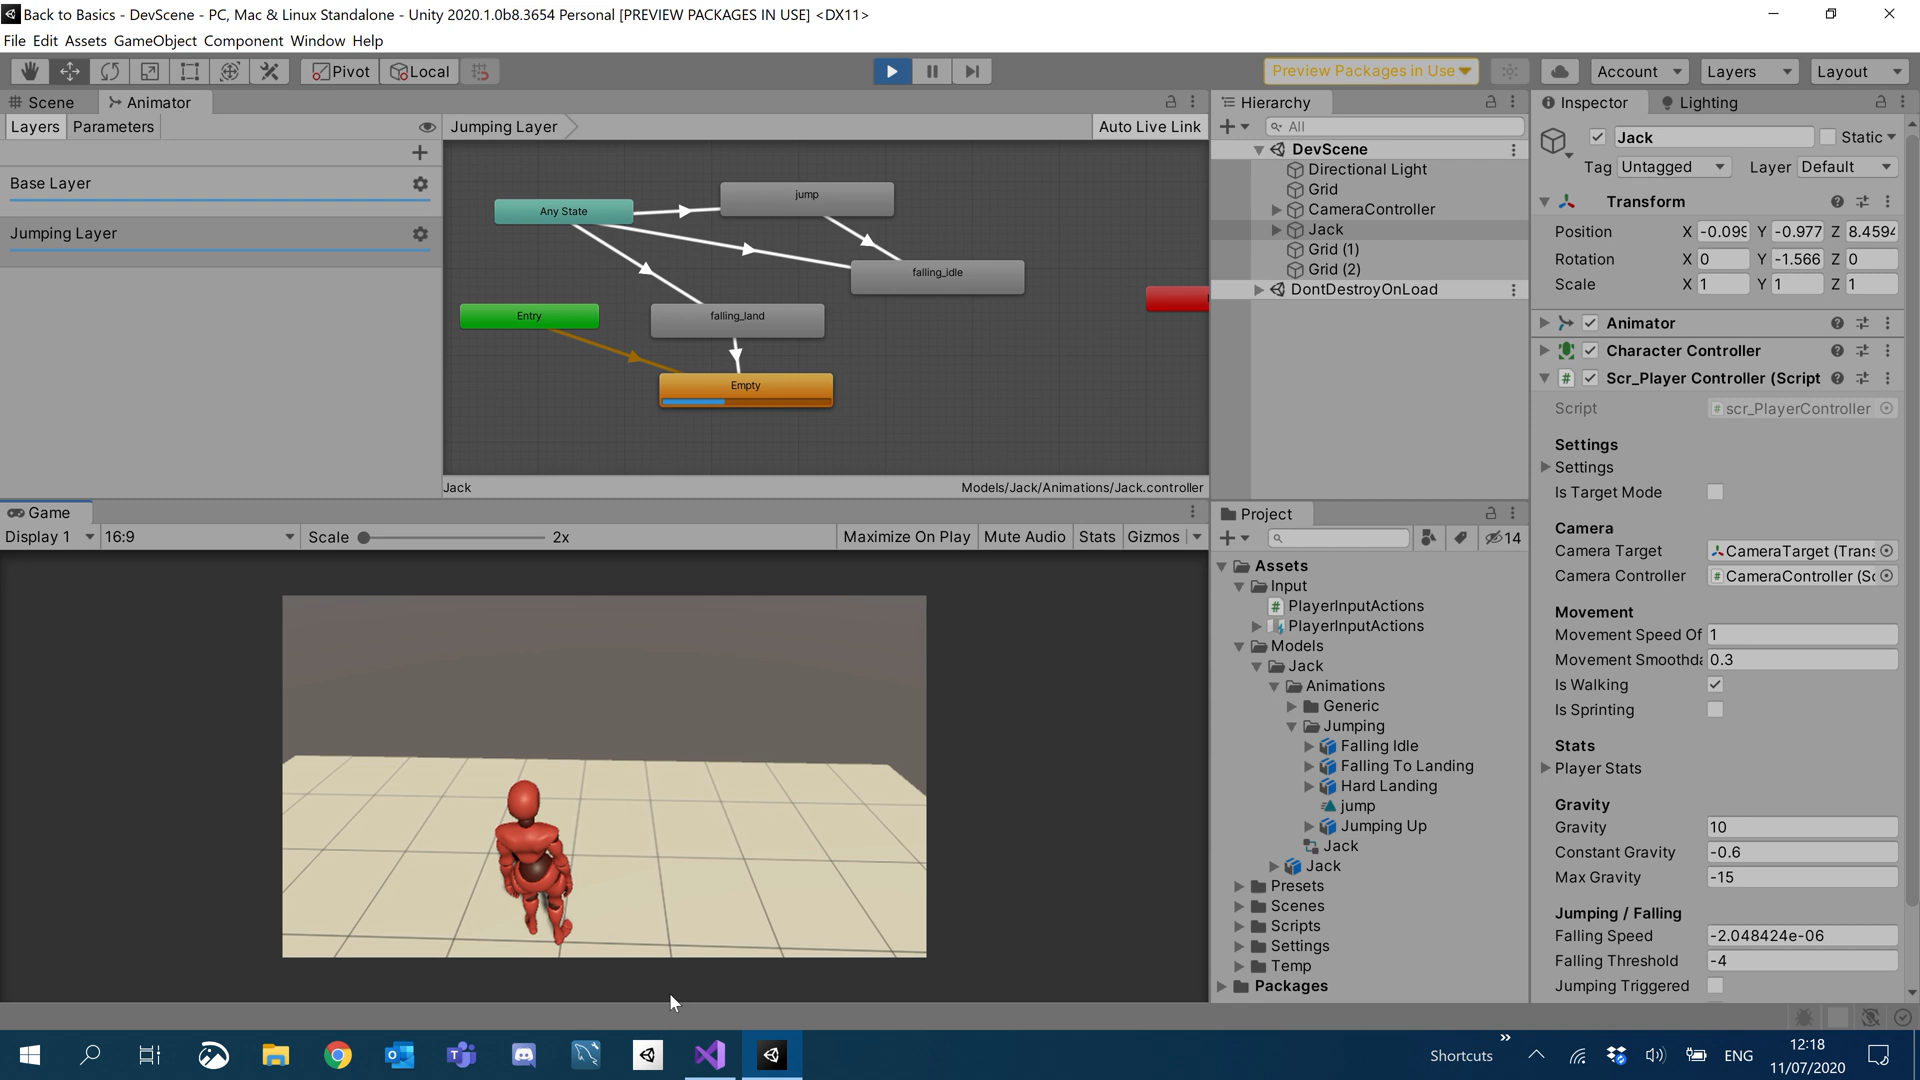 Back to Basics - DevScene - PC, Mac & Linux Standalone - Unity 2020.1.0b8.3654 Personal [PREVIEW PACKAGES IN USE] <DX11>
File Edit Assets GameObject Component Window Help
Pivot Local Preview Packages in Use Account Layers Layout
Scene Animator
Layers Parameters
Base Layer
Jumping Layer
Jumping Layer Auto Live Link
jump
Any State
falling_idle
Entry
falling_land
Empty
Jack Models/Jack/Animations/Jack.controller
Game
Display 1 16:9 Scale 2x Maximize On Play Mute Audio Stats Gizmos
Hierarchy
All
DevScene
Directional Light
Grid
CameraController
Jack
Grid (1)
Grid (2)
DontDestroyOnLoad
Project
14
Assets
Input
PlayerInputActions
PlayerInputActions
Models
Jack
Animations
Generic
Jumping
Falling Idle
Falling To Landing
Hard Landing
jump
Jumping Up
Jack
Jack
Presets
Scenes
Scripts
Settings
Temp
Packages
Inspector Lighting
Jack Static
Tag Untagged Layer Default
Transform
Position X -0.099 Y -0.977 Z 8.4594
Rotation X 0 Y -1.566 Z 0
Scale X 1 Y 1 Z 1
Animator
Character Controller
Scr_Player Controller (Script
Script # scr_PlayerController
Settings
Settings
Is Target Mode
Camera
Camera Target CameraTarget (Trans
Camera Controller # CameraController (Sc
Movement
Movement Speed Of 1
Movement Smoothda 0.3
Is Walking
Is Sprinting
Stats
Player Stats
Gravity
Gravity 10
Constant Gravity -0.6
Max Gravity -15
Jumping / Falling
Falling Speed -2.048424e-06
Falling Threshold -4
Jumping Triggered
Shortcuts » ENG 12:18
11/07/2020